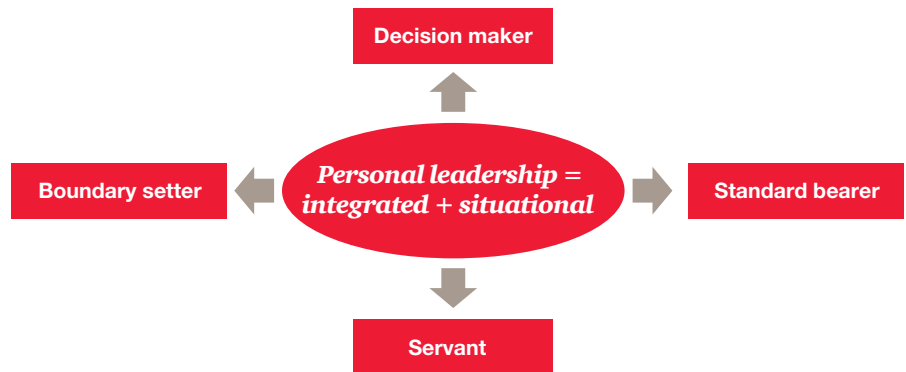 Decision maker
Boundary setter
Personal leadership =
integrated + situational
Standard bearer
Servant